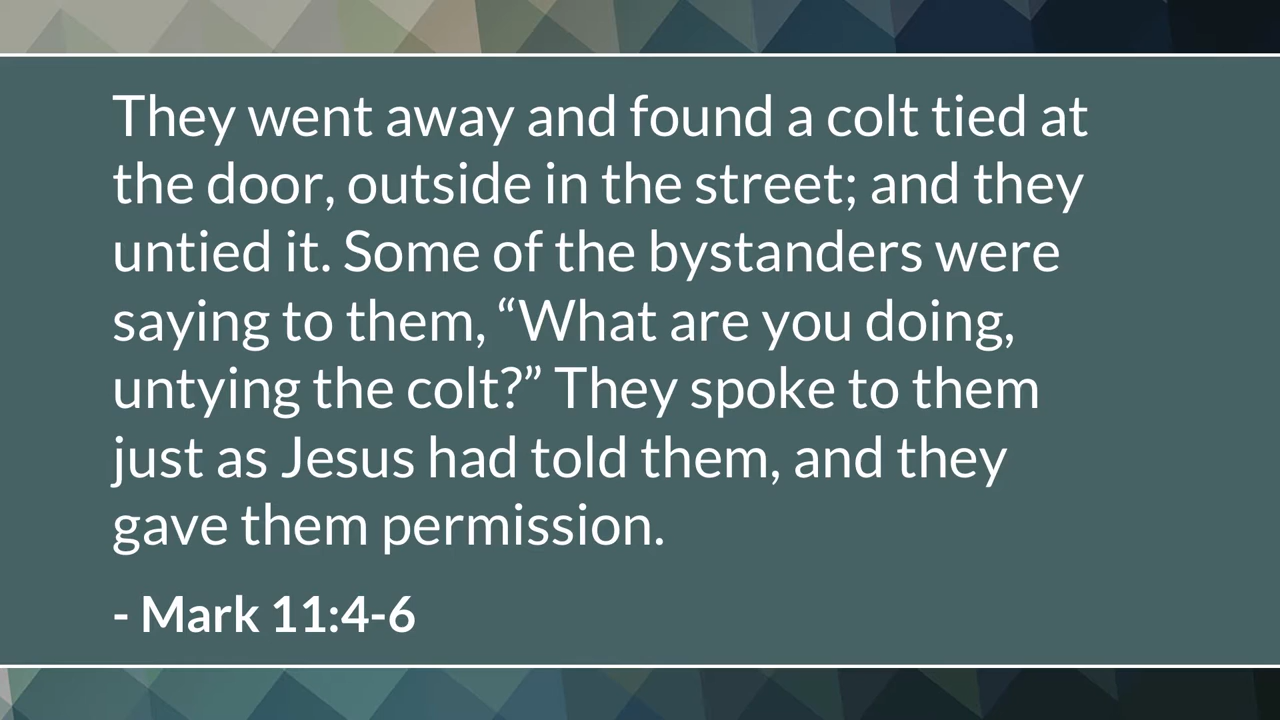 They went away and found a colt tied at
the door, outside in the street; and they
untied it. Some of the bystanders were
saying to them, “What are you doing,
untying the colt?” They spoke to them
just as Jesus had told them, and they
gave them permission.
- Mark 11:4-6